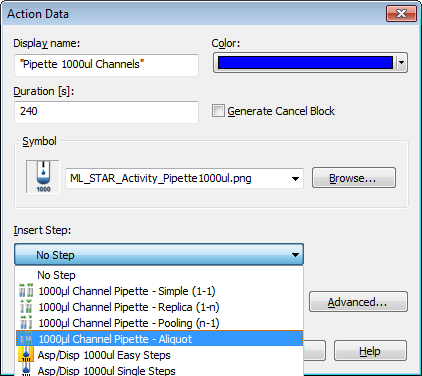 Action Data
Display name:
Color:
"Pipette 1000ul Channels"
Duration [s]:
240
Generate Cancel Block
Symbol
1000
ML_STAR_Activity_Pipette1000ul.png
Browse...
Insert Step:
No Step
No Step
1000µl Channel Pipette - Simple (1-1)
1000µl Channel Pipette - Replica (1-n)
Advanced...
1000µl Channel Pipette - Pooling (n-1)
1000µl Channel Pipette - Aliquot
Asp/Disp 1000ul Easy Steps
Help
Asp/Disp 1000ul Single Steps